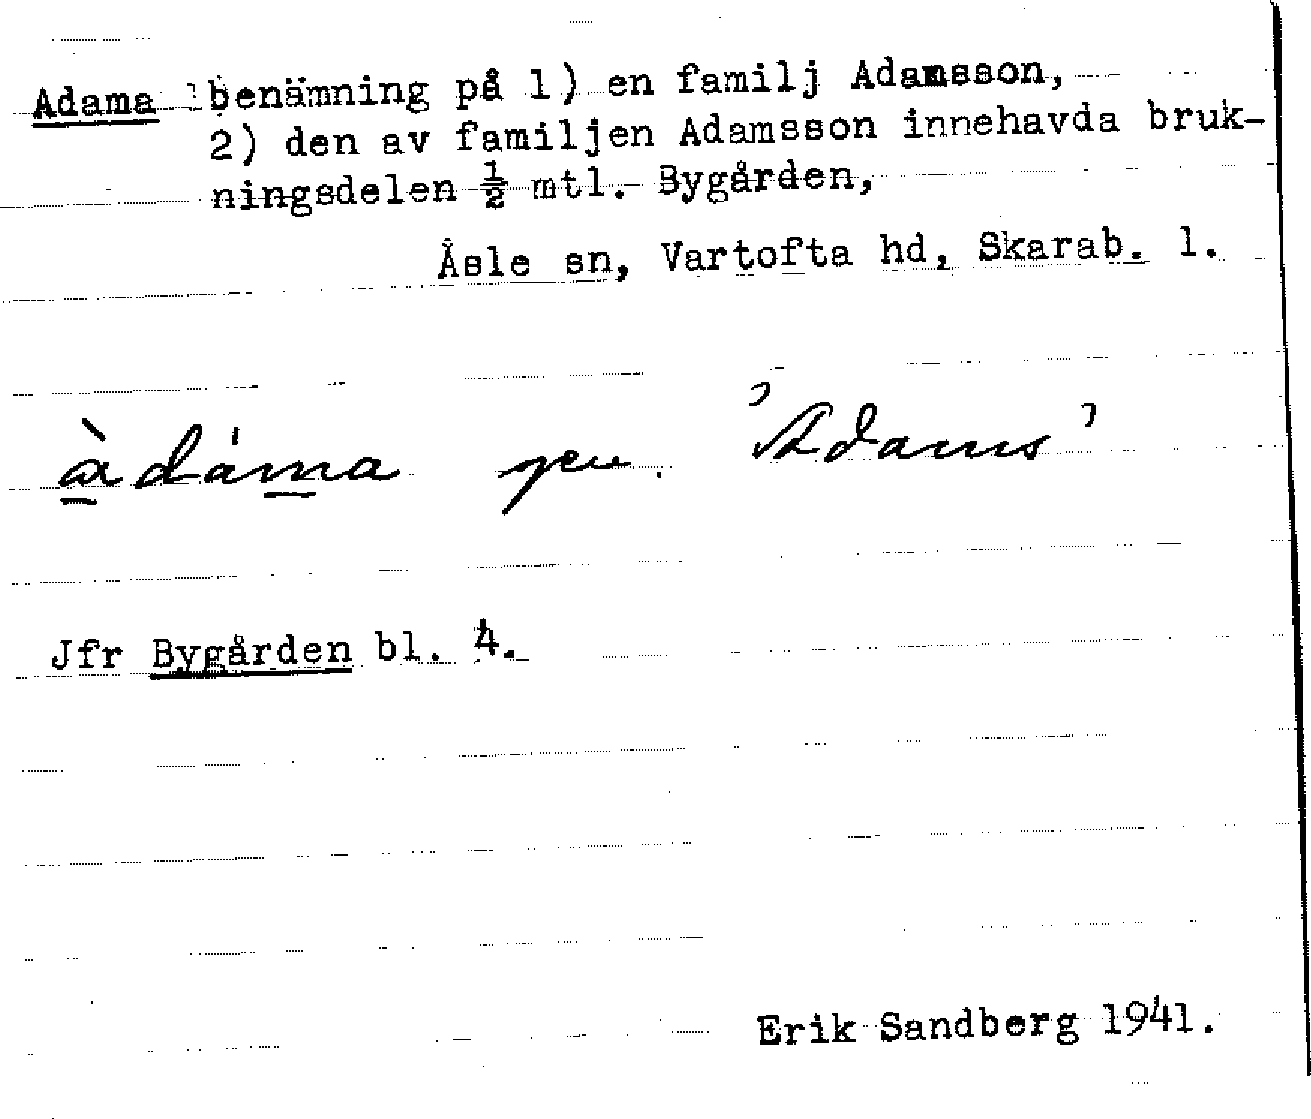 Adama benämning på 1) en familj Adamsson,
2) den av familjen Adamsson innehavda bruk-
ningsdelen ½ mtl. Bygården,
Åsle sn, Vartofta hd, Skarab. l.
àdáma gen. 'Adams'
Jfr Bygården bl. 4.
Erik Sandberg 1941.